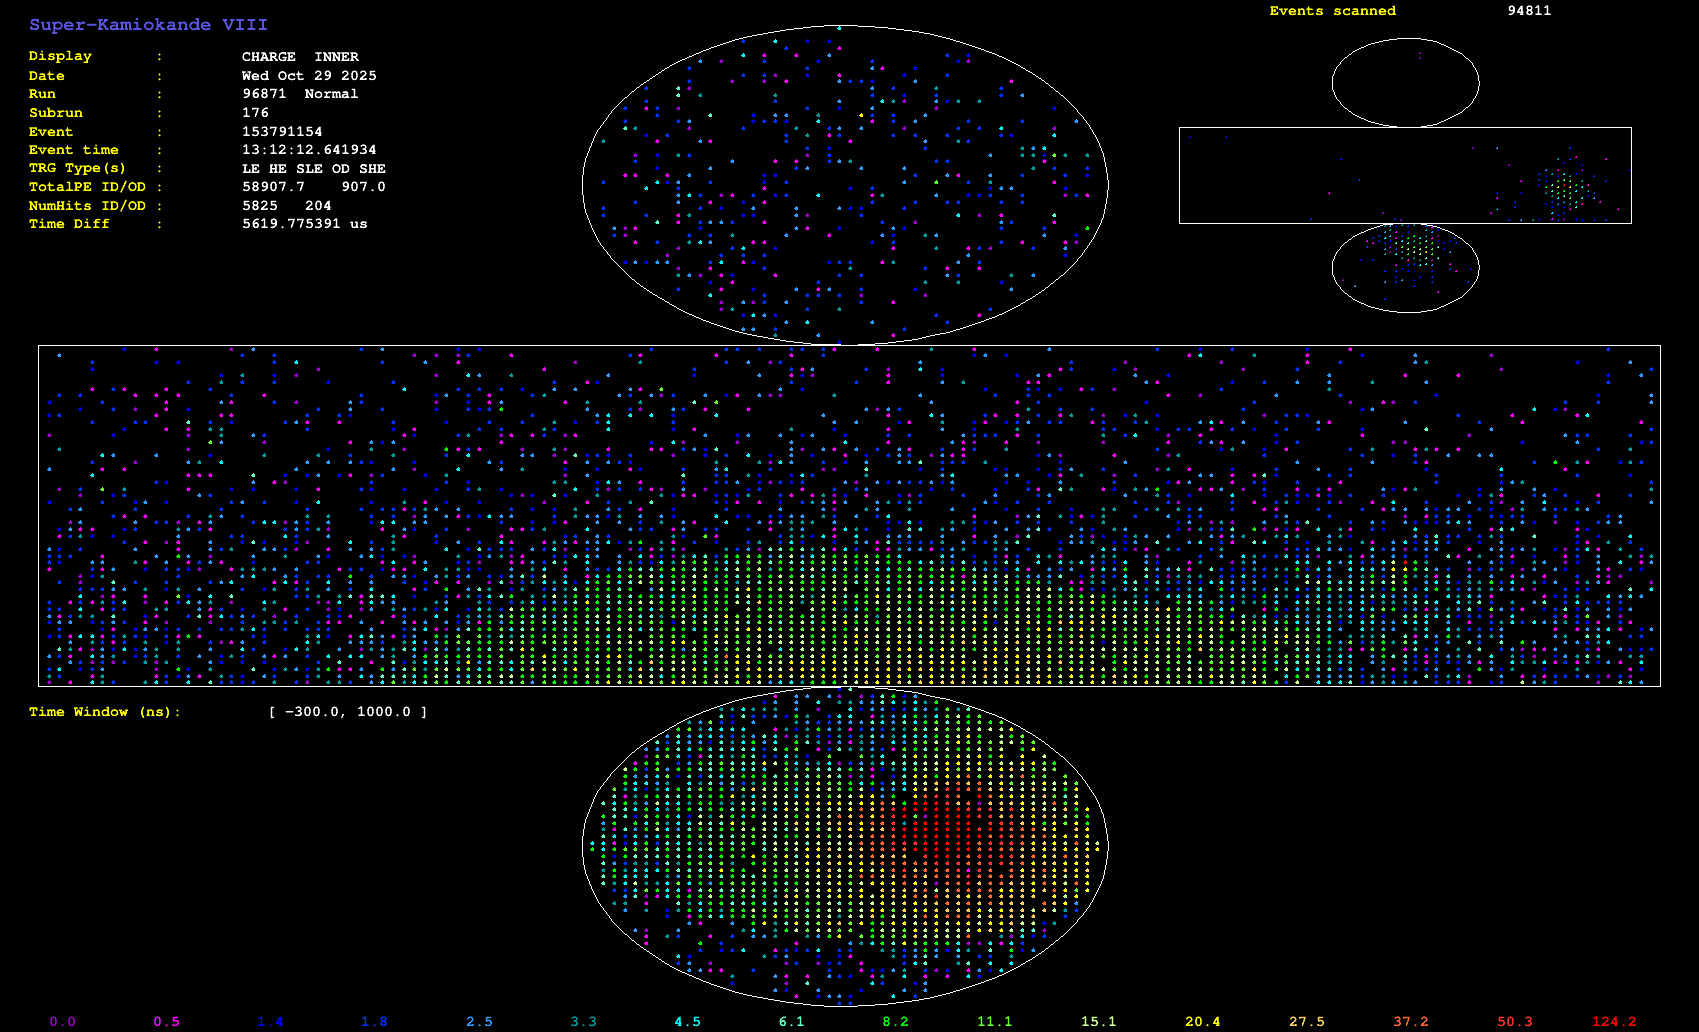 Super-Kamiokande VIII
Events scanned 94811
Display : CHARGE INNER
Date : Wed Oct 29 2025
Run : 96871 Normal
Subrun : 176
Event : 153791154
Event time : 13:12:12.641934
TRG Type(s) : LE HE SLE OD SHE
TotalPE ID/OD : 58907.7 907.0
NumHits ID/OD : 5825 204
Time Diff : 5619.775391 us
Time Window (ns): [ -300.0, 1000.0 ]
0.0 0.5 1.4 1.8 2.5 3.3 4.5 6.1 8.2 11.1 15.1 20.4 27.5 37.2 50.3 124.2